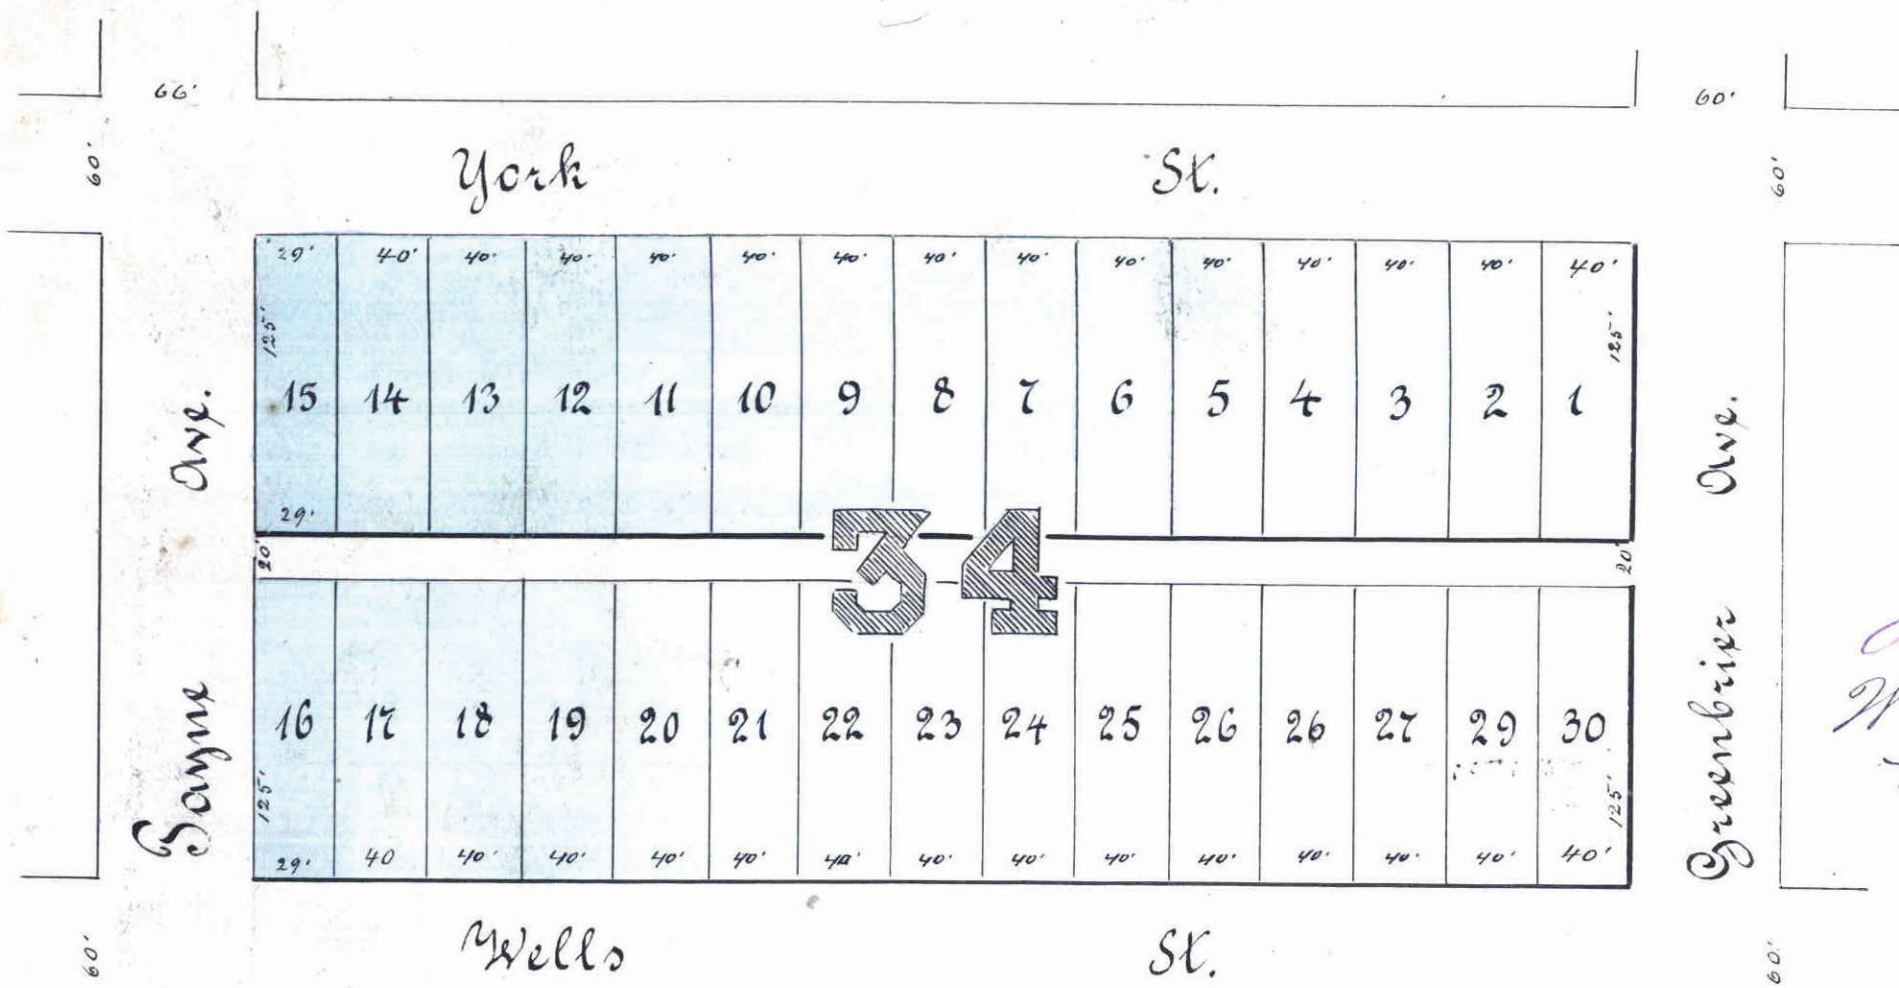 66' 60'
60' York St. 60'
29' 40' 40' 40' 40' 40' 40' 40' 40' 40' 40' 40' 40' 40' 40'
125' 125'
15 14 13 12 11 10 9 8 7 6 5 4 3 2 1
29'
34
20' 20'
Sayre Ave.
Greenbrier Ave.
16 17 18 19 20 21 22 23 24 25 26 26 27 29 30
125' 125'
29' 40 40' 40' 40' 40' 40' 40' 40' 40' 40' 40' 40' 40' 40'
60' Wells St. 60'